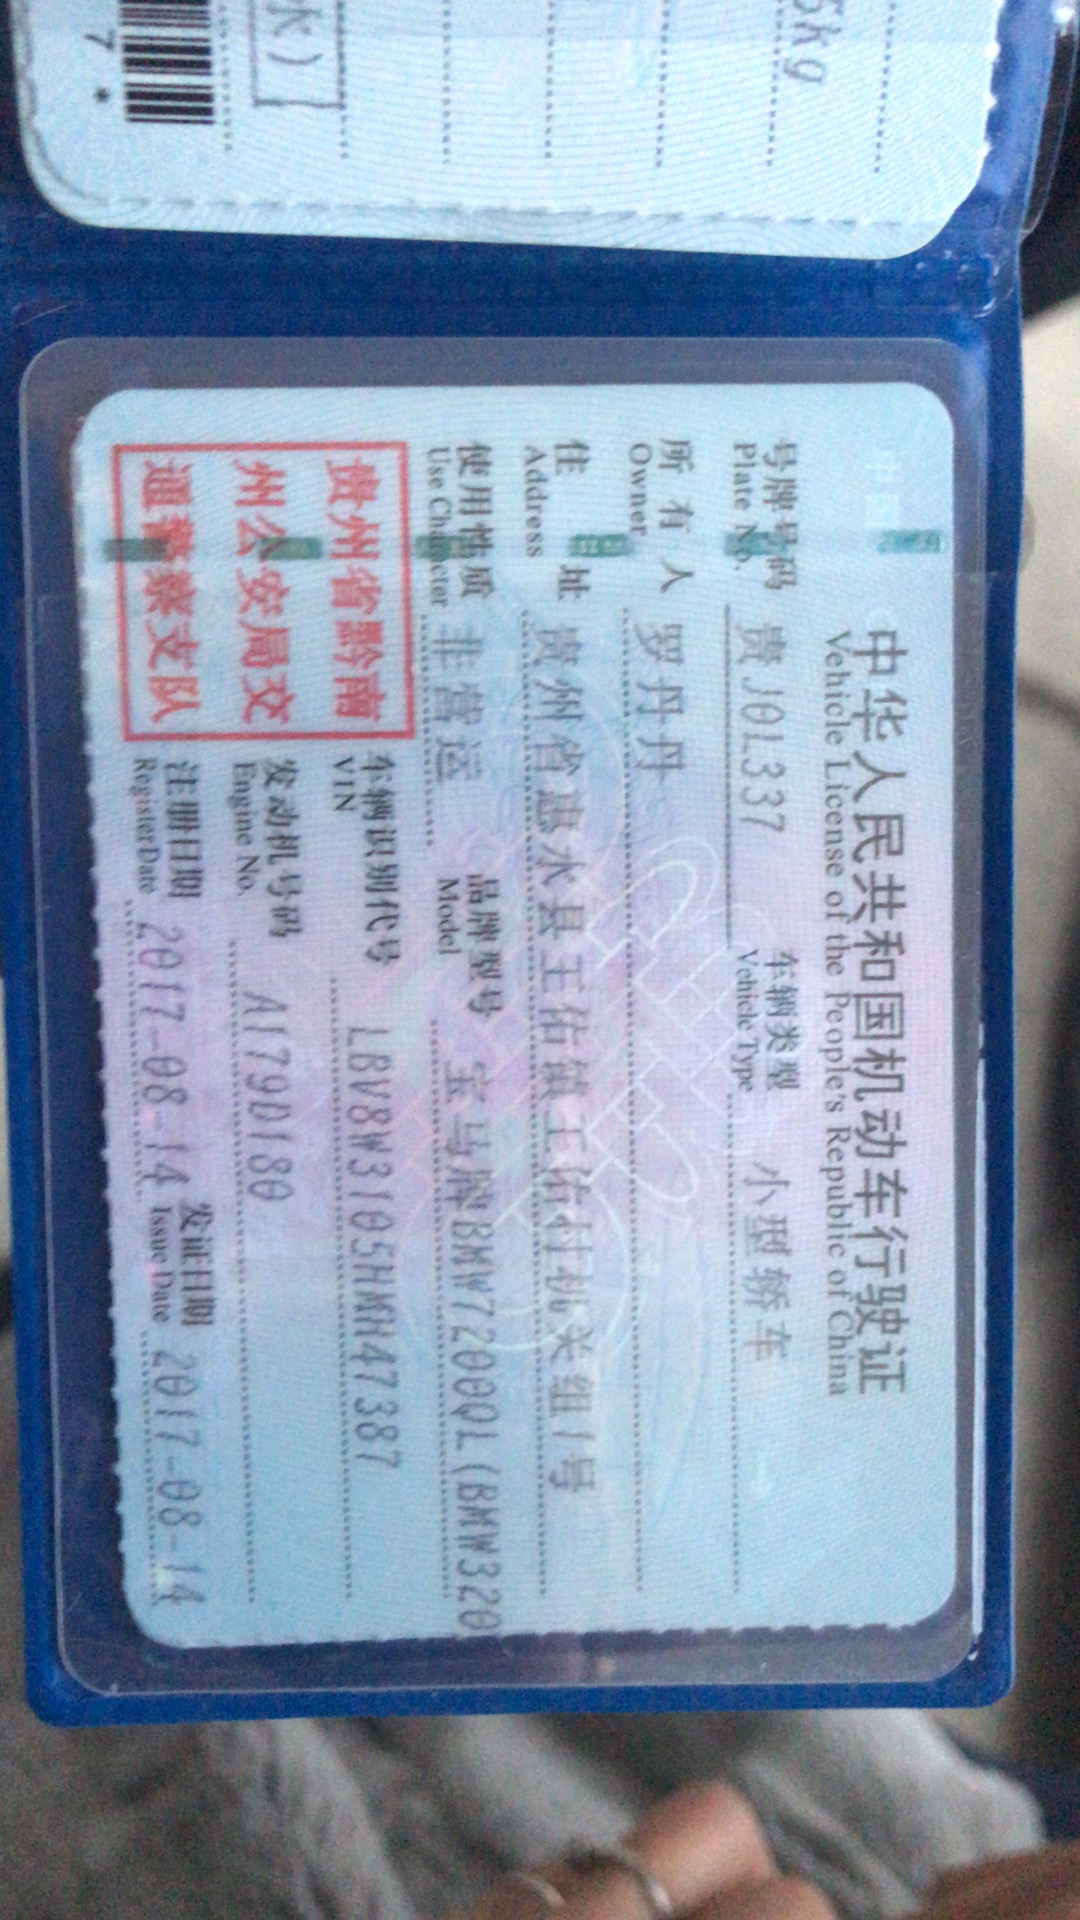 5kg
水)
7*
中华人民共和国机动车行驶证
Vehicle License of the People's Republic of China
号牌号码 贵J0L337 车辆类型 小型轿车
Plate No. Vehicle Type
所有人 罗丹丹
Owner
住址 贵州省惠水县王佑镇王佑村机关组1号
Address
使用性质 非营运 品牌型号 宝马牌BMW7200QL(BMW320
Use Character Model
贵州省黔南
州公安局交
通警察支队
车辆识别代号 LBV8W3105HMH47387
VIN
发动机号码 A179D180
Engine No.
注册日期 2017-08-14 发证日期 2017-08-14
Register Date Issue Date